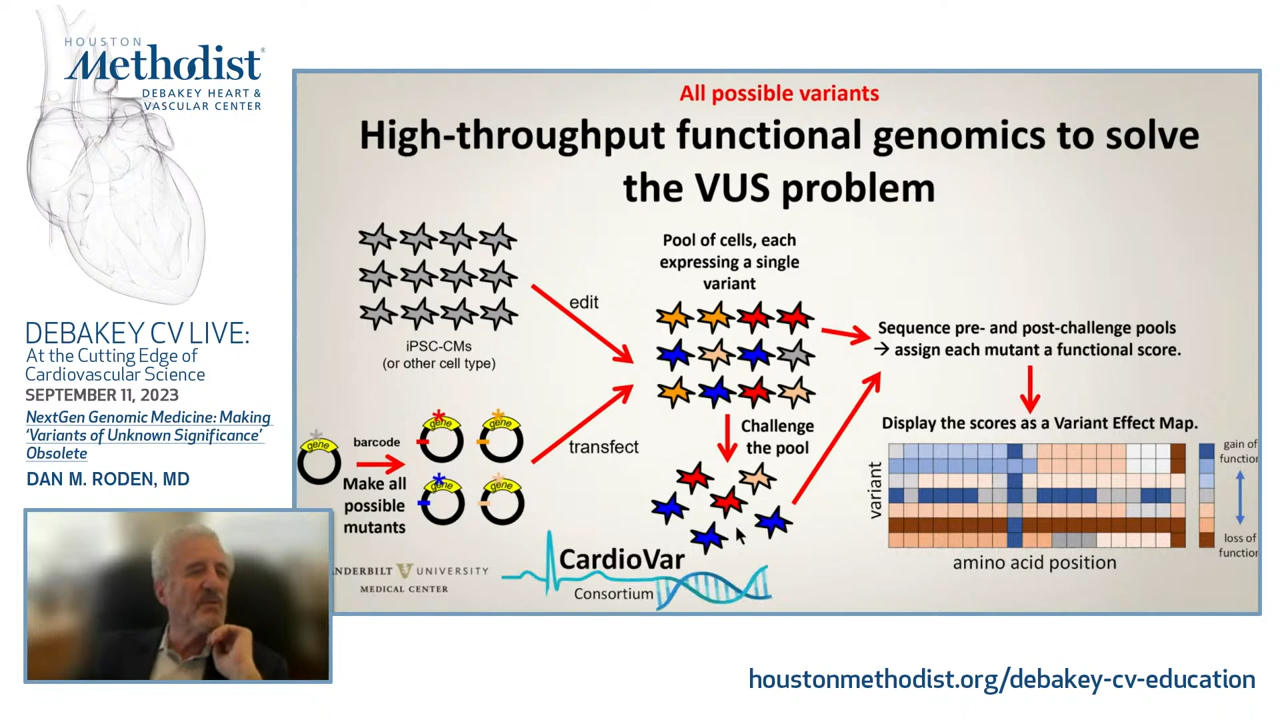 HOUSTON
Methodist®
DEBAKEY HEART &
VASCULAR CENTER
DEBAKEY CV LIVE:
At the Cutting Edge of
Cardiovascular Science
SEPTEMBER 11, 2023
NextGen Genomic Medicine: Making
'Variants of Unknown Significance'
Obsolete
DAN M. RODEN, MD
All possible variants
High-throughput functional genomics to solve
the VUS problem
iPSC-CMs
(or other cell type)
edit
Pool of cells, each
expressing a single
variant
gene
barcode
Make all
possible
mutants
gene
gene
gene
gene
transfect
Challenge
the pool
Sequence pre- and post-challenge pools
→ assign each mutant a functional score.
Display the scores as a Variant Effect Map.
variant
amino acid position
gain of
function
loss of
function
NDERBILT V UNIVERSITY
MEDICAL CENTER
CardioVar
Consortium
houstonmethodist.org/debakey-cv-education